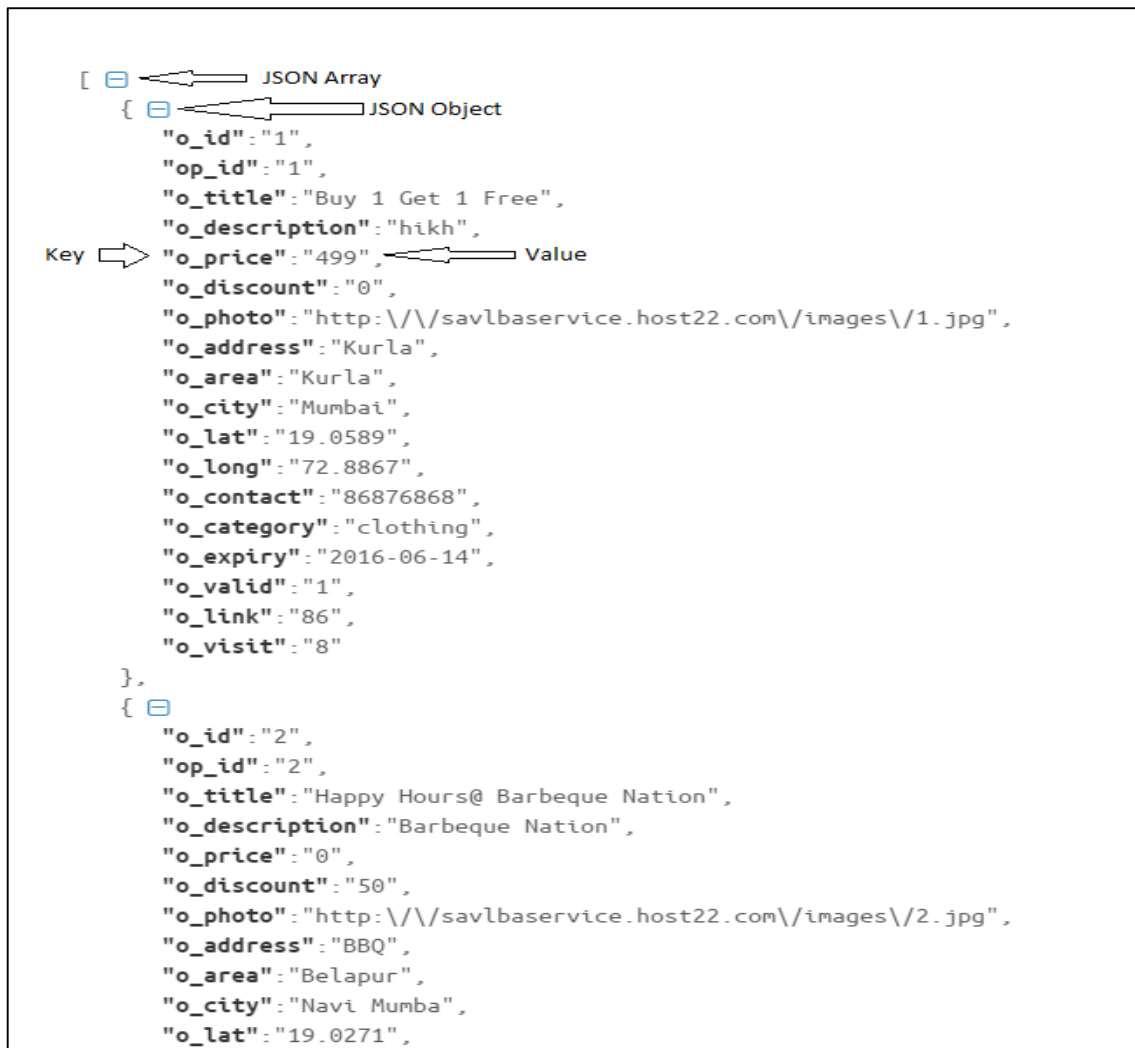 [ JSON Array
{ JSON Object
"o_id":"1",
"op_id":"1",
"o_title":"Buy 1 Get 1 Free",
"o_description":"hikh",
Key "o_price":"499", Value
"o_discount":"0",
"o_photo":"http:\/\/savlbaservice.host22.com\/images\/1.jpg",
"o_address":"Kurla",
"o_area":"Kurla",
"o_city":"Mumbai",
"o_lat":"19.0589",
"o_long":"72.8867",
"o_contact":"86876868",
"o_category":"clothing",
"o_expiry":"2016-06-14",
"o_valid":"1",
"o_link":"86",
"o_visit":"8"
},
{
"o_id":"2",
"op_id":"2",
"o_title":"Happy Hours@ Barbeque Nation",
"o_description":"Barbeque Nation",
"o_price":"0",
"o_discount":"50",
"o_photo":"http:\/\/savlbaservice.host22.com\/images\/2.jpg",
"o_address":"BBQ",
"o_area":"Belapur",
"o_city":"Navi Mumba",
"o_lat":"19.0271",